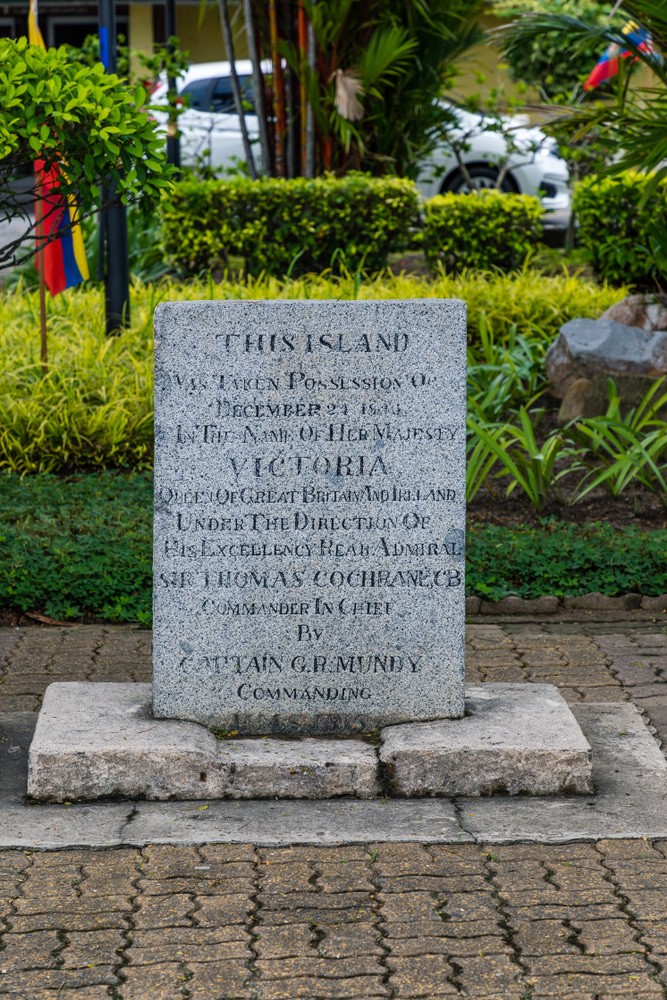 THIS ISLAND
WAS TAKEN POSSESSION OF
DECEMBER 24
IN THE NAME OF HER MAJESTY
VICTORIA
QUEEN OF GREAT BRITAIN AND IRELAND
UNDER THE DIRECTION OF
HIS EXCELLENCY REAR ADMIRAL
SIR THOMAS COCHRANE,CB
COMMANDER IN CHIEF
BY
CAPTAIN G.R.MUNDY
COMMANDING
H.M.S. IRIS